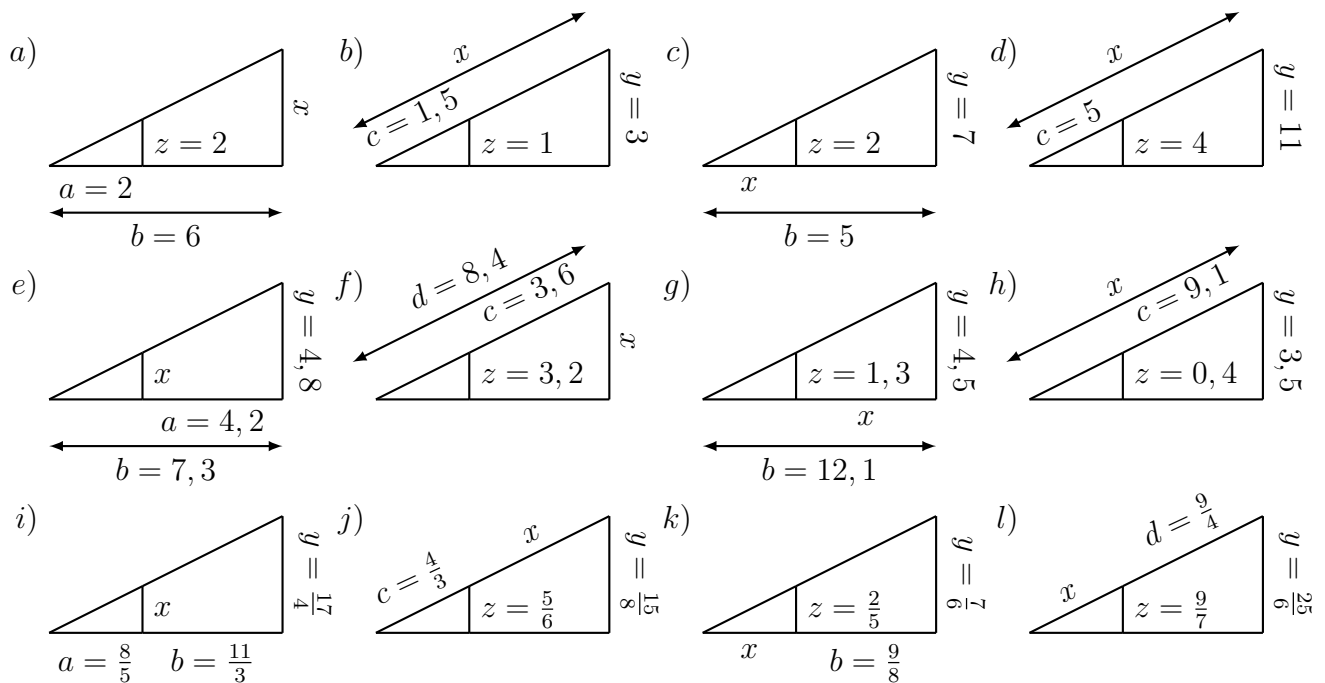 a) z = 2 x a = 2 b = 6
b) x c = 1, 5 z = 1 y = 3
c) z = 2 y = 7 x b = 5
d) x c = 5 z = 4 y = 11
e) x y = 4, 8 a = 4, 2 b = 7, 3
f) d = 8, 4 c = 3, 6 z = 3, 2 x
g) z = 1, 3 y = 4, 5 x b = 12, 1
h) x c = 9, 1 z = 0, 4 y = 3, 5
i) x y = 17/4 a = 8/5 b = 11/3
j) c = 4/3 x z = 5/6 y = 15/8
k) z = 2/5 y = 7/6 x b = 9/8
l) x d = 9/4 z = 9/7 y = 25/6